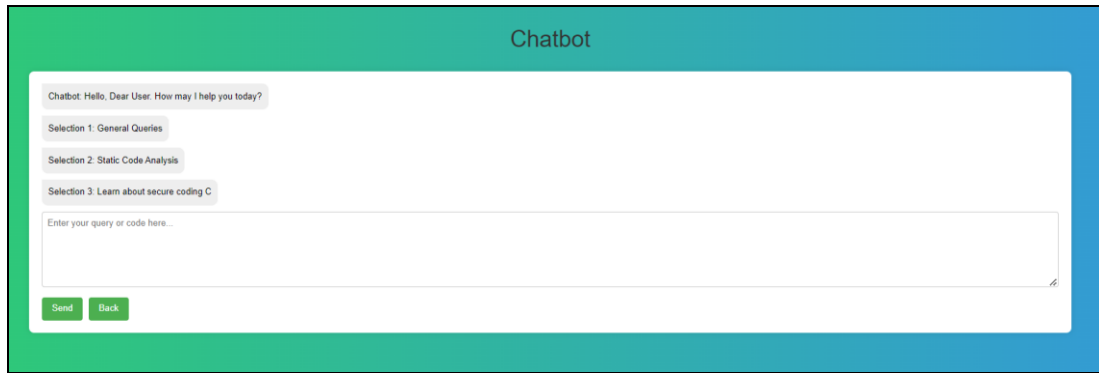 Chatbot
Chatbot: Hello, Dear User. How may I help you today?
Selection 1: General Queries
Selection 2: Static Code Analysis
Selection 3: Learn about secure coding C
Enter your query or code here...
Send Back